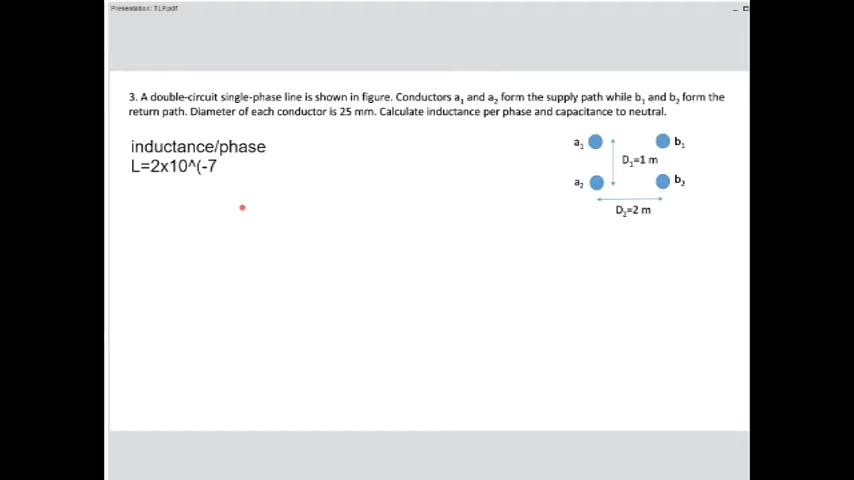 Presentation: TLP.pdf
3. A double-circuit single-phase line is shown in figure. Conductors a₁ and a₂ form the supply path while b₁ and b₂ form the
return path. Diameter of each conductor is 25 mm. Calculate inductance per phase and capacitance to neutral.
inductance/phase
L=2x10^(-7
a₁
b₁
D₁=1 m
a₂
b₂
D₂=2 m